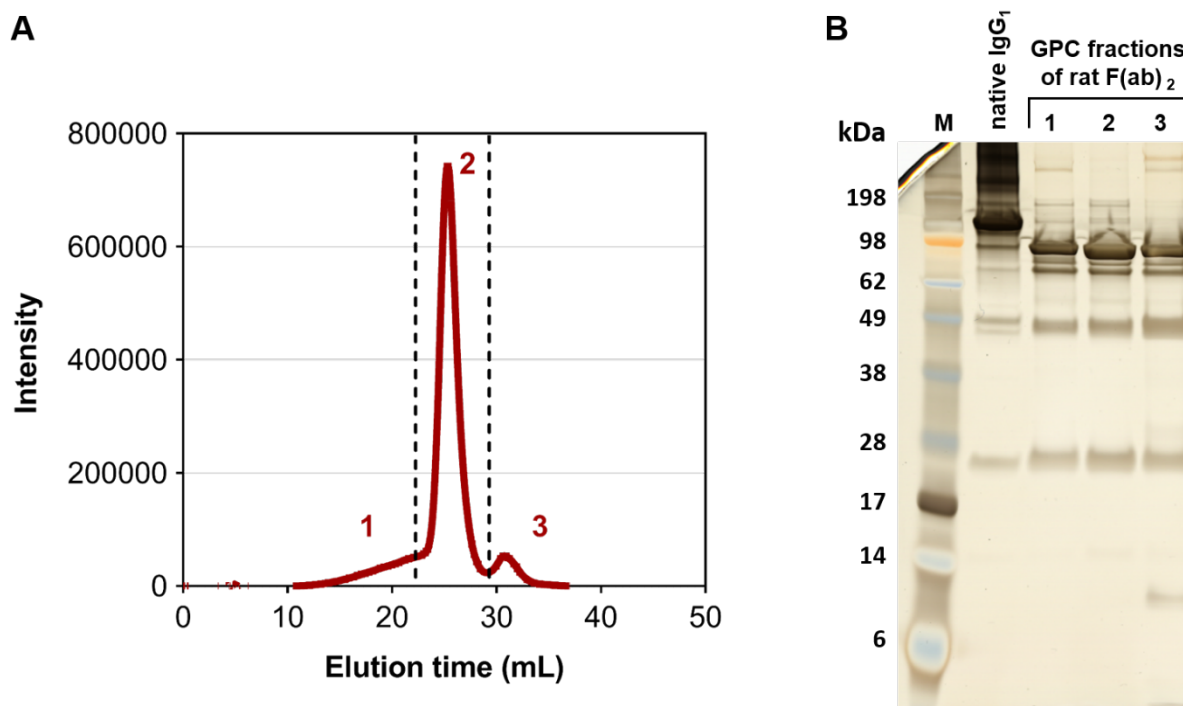 A
800000
600000
400000
200000
0
Intensity
0
10
20
30
40
50
Elution time (mL)
1
2
3
B
native IgG₁
GPC fractions
of rat F(ab) ₂
kDa
M
1
2
3
198
98
62
49
38
28
17
14
6